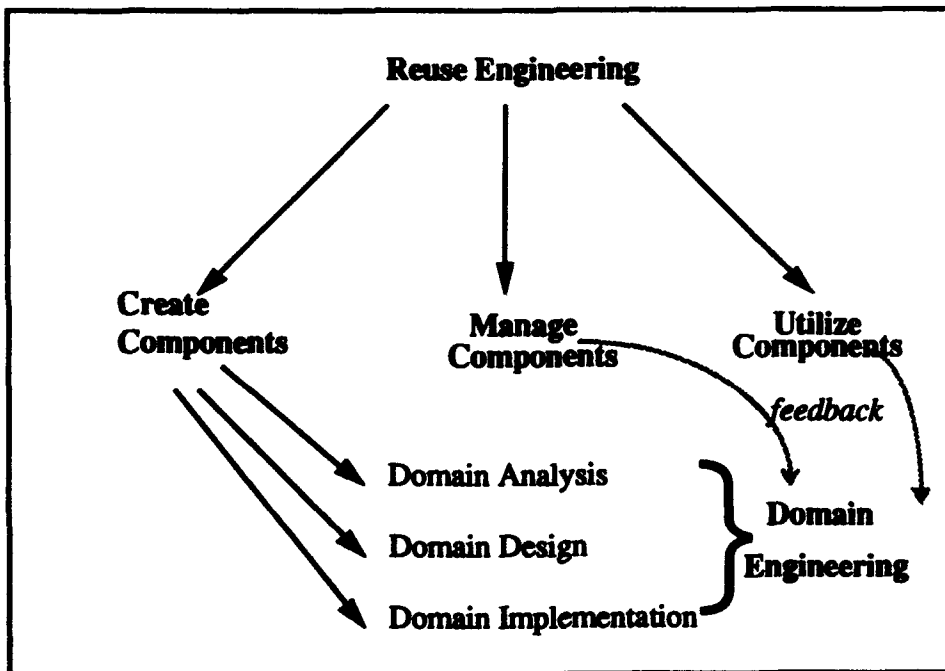 Reuse Engineering
Create
Components
Manage
Components
Utilize
Components
feedback
Domain Analysis
Domain Design
Domain Implementation
Domain
Engineering